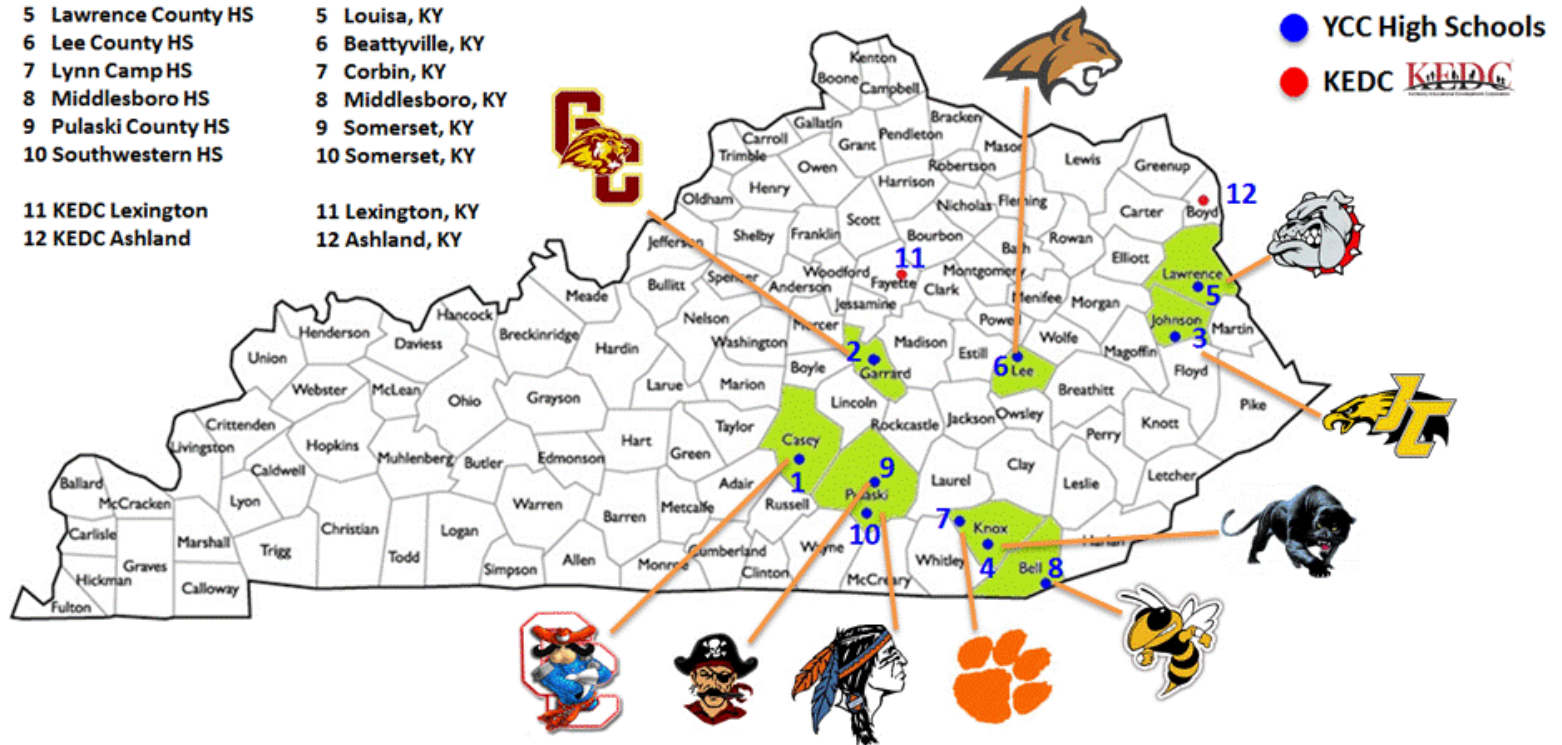 5 Lawrence County HS 5 Louisa, KY
6 Lee County HS 6 Beattyville, KY
7 Lynn Camp HS 7 Corbin, KY
8 Middlesboro HS 8 Middlesboro, KY
9 Pulaski County HS 9 Somerset, KY
10 Southwestern HS 10 Somerset, KY
11 KEDC Lexington 11 Lexington, KY
12 KEDC Ashland 12 Ashland, KY
YCC High Schools
KEDC KEDC
Kenton
Boone
Campbell
Bracken
Gallatin
Carroll
Pendleton
Grant
Mason
Trimble
Lewis
Greenup
Owen
Robertson
Harrison
Henry
Oldham
Nicholas
Fleming
12
Boyd
Carter
Scott
Shelby
Franklin
Bourbon
Rowan
Jefferson
Bath
Elliott
11
Woodford
Fayette
Montgomery
Lawrence
5
Spencer
Anderson
Bullitt
Clark
Menifee
Morgan
Meade
Jessamine
Hancock
Nelson
Mercer
Powell
Johnson
3
Martin
Henderson
Daviess
Breckinridge
Hardin
Washington
Madison
Wolfe
Magoffin
Union
2
Garrard
Estill
6
Lee
Floyd
Boyle
Webster
McLean
Ohio
Grayson
Larue
Marion
Breathitt
Lincoln
Pike
Crittenden
Jackson
Owsley
Knott
Rockcastle
Taylor
Perry
Livingston
Hopkins
Hart
Casey
Green
Muhlenberg
Butler
Edmonson
Caldwell
1
9
Clay
Letcher
Ballard
Adair
Laurel
Leslie
Pulaski
McCracken
Lyon
Warren
Metcalfe
Russell
Barren
10
7
Knox
Carlisle
Marshall
Christian
Logan
Trigg
Todd
Cumberland
Wayne
Harlan
Graves
Allen
Monroe
Simpson
Clinton
McCreary
Whitley
4
Bell
8
Hickman
Calloway
Fulton
GC
JC
C